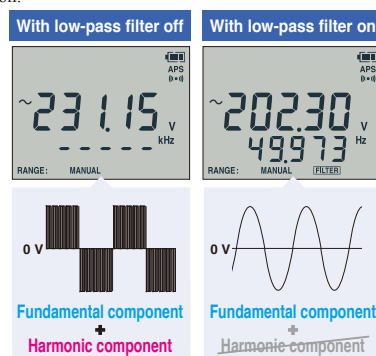 on.
With low-pass filter off
With low-pass filter on
APS
~231.15 V
----- kHz
RANGE: MANUAL
APS
~202.30 V
49.973 Hz
RANGE: MANUAL FILTER
0 V
0 V
Fundamental component
+
Harmonic component
Fundamental component
+
Harmonic component